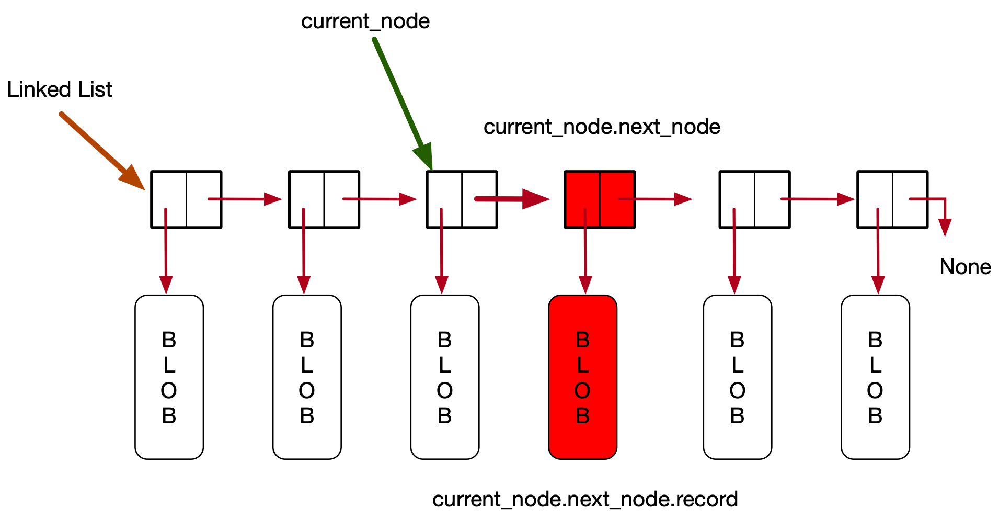 current_node
Linked List
current_node.next_node
None
B
L
O
B
B
L
O
B
B
L
O
B
B
L
O
B
B
L
O
B
B
L
O
B
current_node.next_node.record